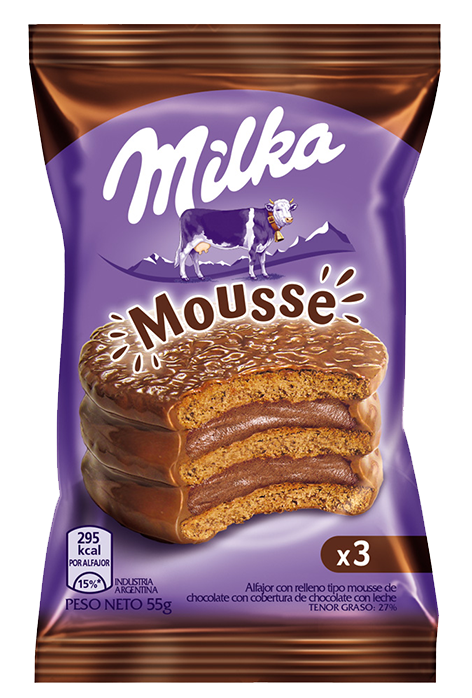 Milka
Mousse
295
kcal
POR ALFAJOR
15%*
INDUSTRIA
ARGENTINA
PESO NETO 55g
x3
Alfajor con relleno tipo mousse de
chocolate con cobertura de chocolate con leche
TENOR GRASO: 27%